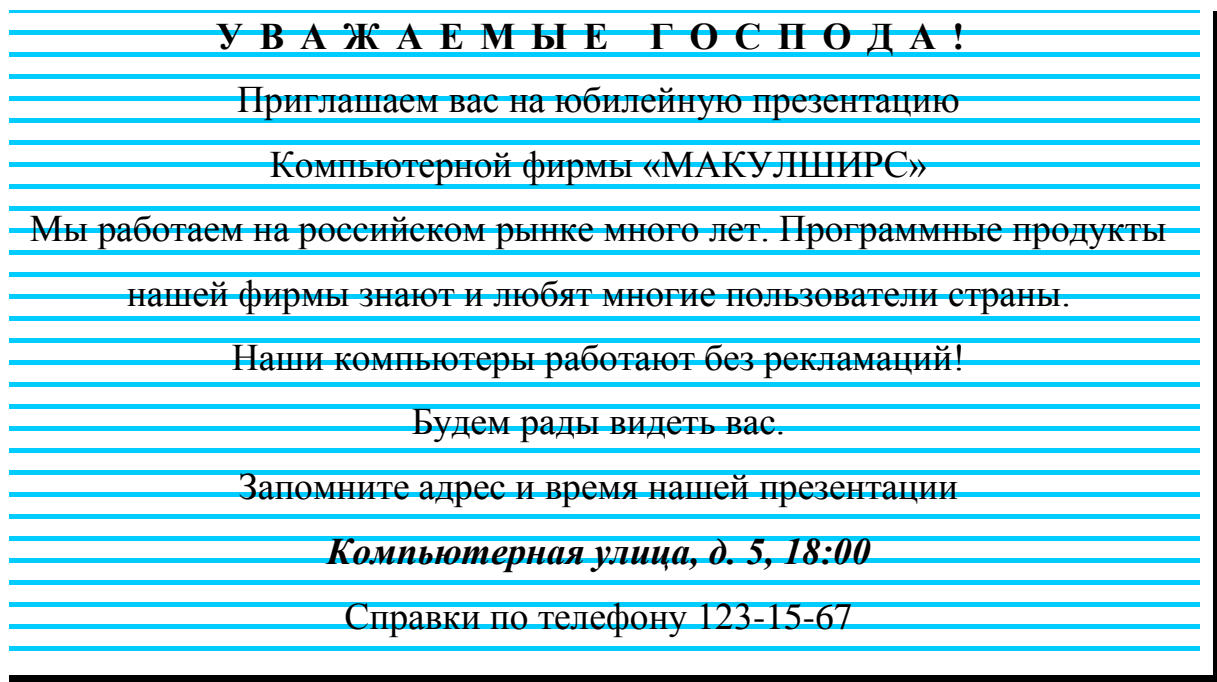 У В А Ж А Е М Ы Е Г О С П О Д А !
Приглашаем вас на юбилейную презентацию
Компьютерной фирмы «МАКУЛШИРС»
Мы работаем на российском рынке много лет. Программные продукты
нашей фирмы знают и любят многие пользователи страны.
Наши компьютеры работают без рекламаций!
Будем рады видеть вас.
Запомните адрес и время нашей презентации
Компьютерная улица, д. 5, 18:00
Справки по телефону 123-15-67